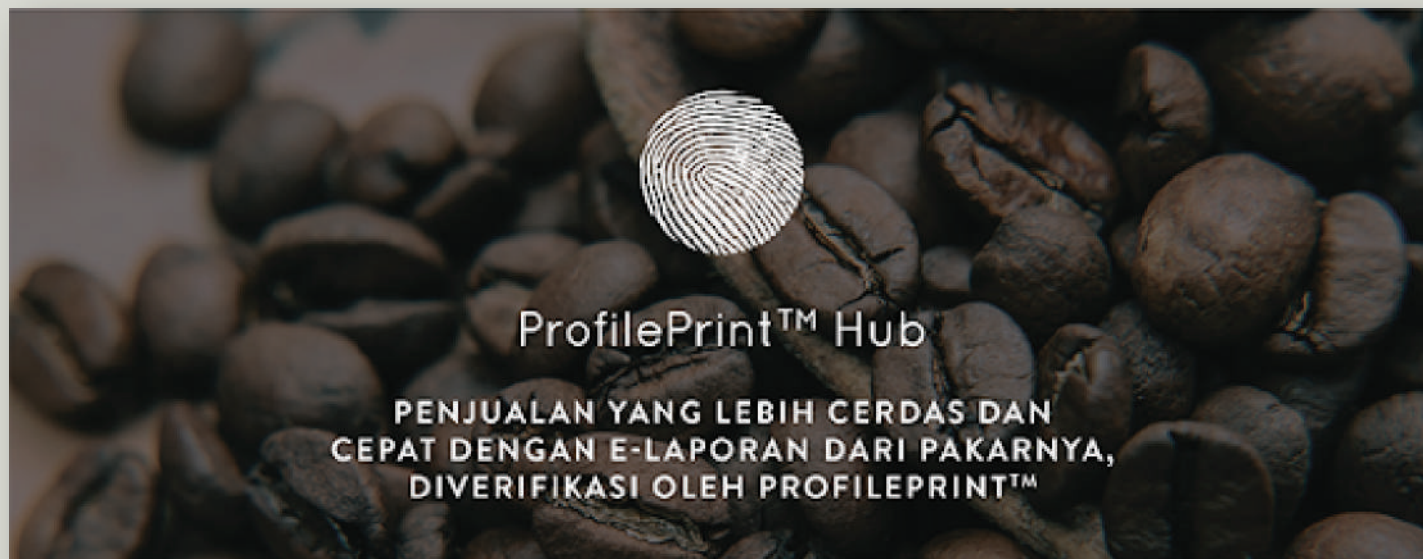 ProfilePrint™ Hub
PENJUALAN YANG LEBIH CERDAS DAN
CEPAT DENGAN E-LAPORAN DARI PAKARNYA,
DIVERIFIKASI OLEH PROFILEPRINT™